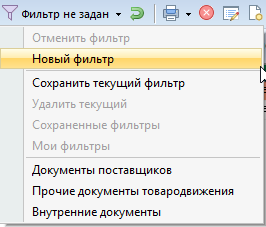 Фильтр не задан
Отменить фильтр
Новый фильтр
Сохранить текущий фильтр
Удалить текущий
Сохраненные фильтры
Мои фильтры
Документы поставщиков
Прочие документы товародвижения
Внутренние документы